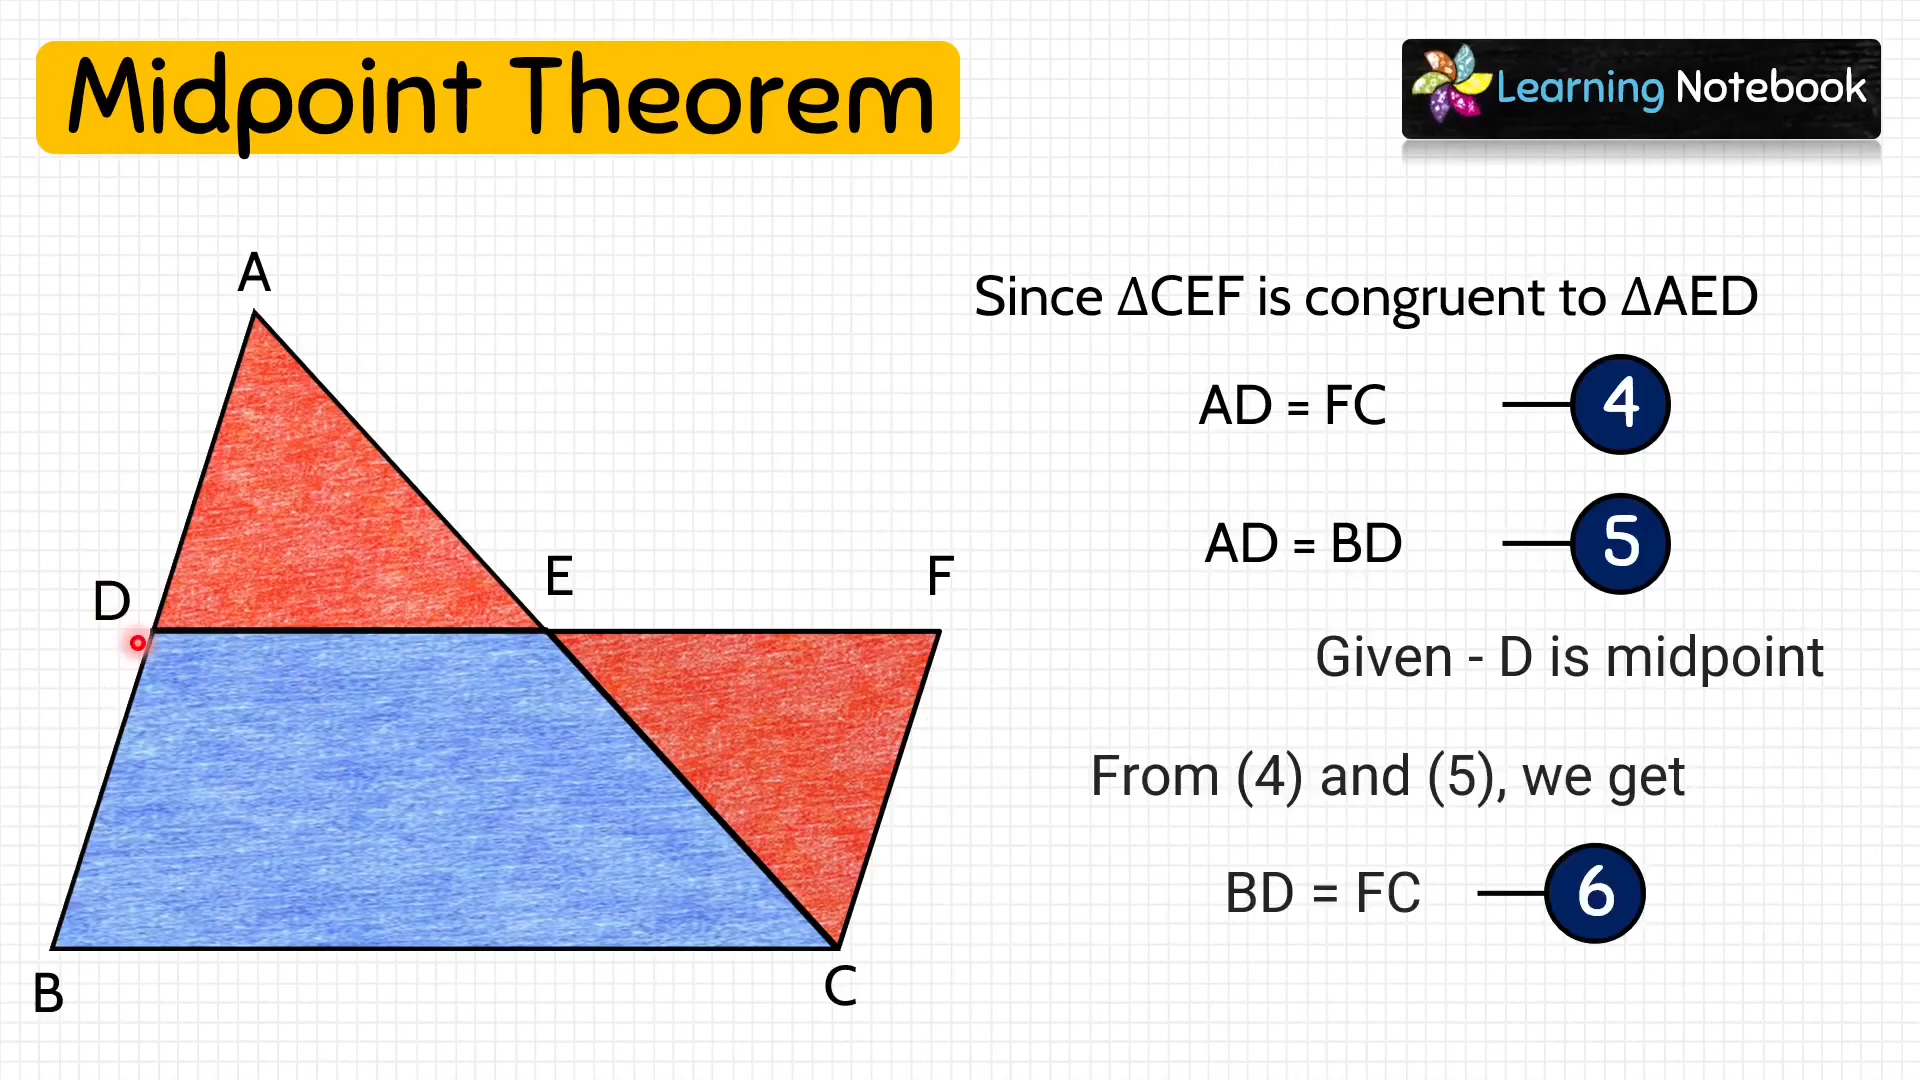 Midpoint Theorem
Learning Notebook
A
D
E
F
B
C
Since ΔCEF is congruent to ΔAED
AD = FC 4
AD = BD 5
Given - D is midpoint
From (4) and (5), we get
BD = FC 6